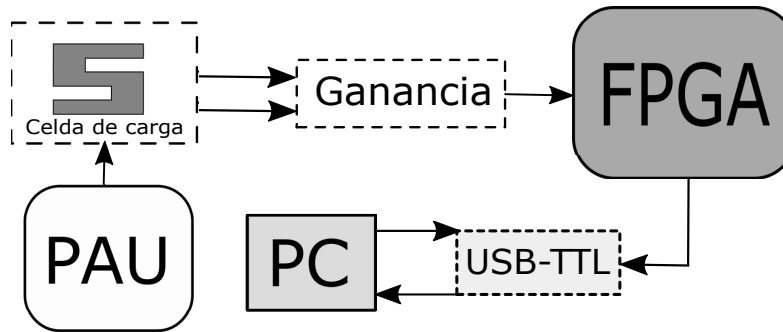 Celda de carga
Ganancia
FPGA
PAU
PC
USB-TTL